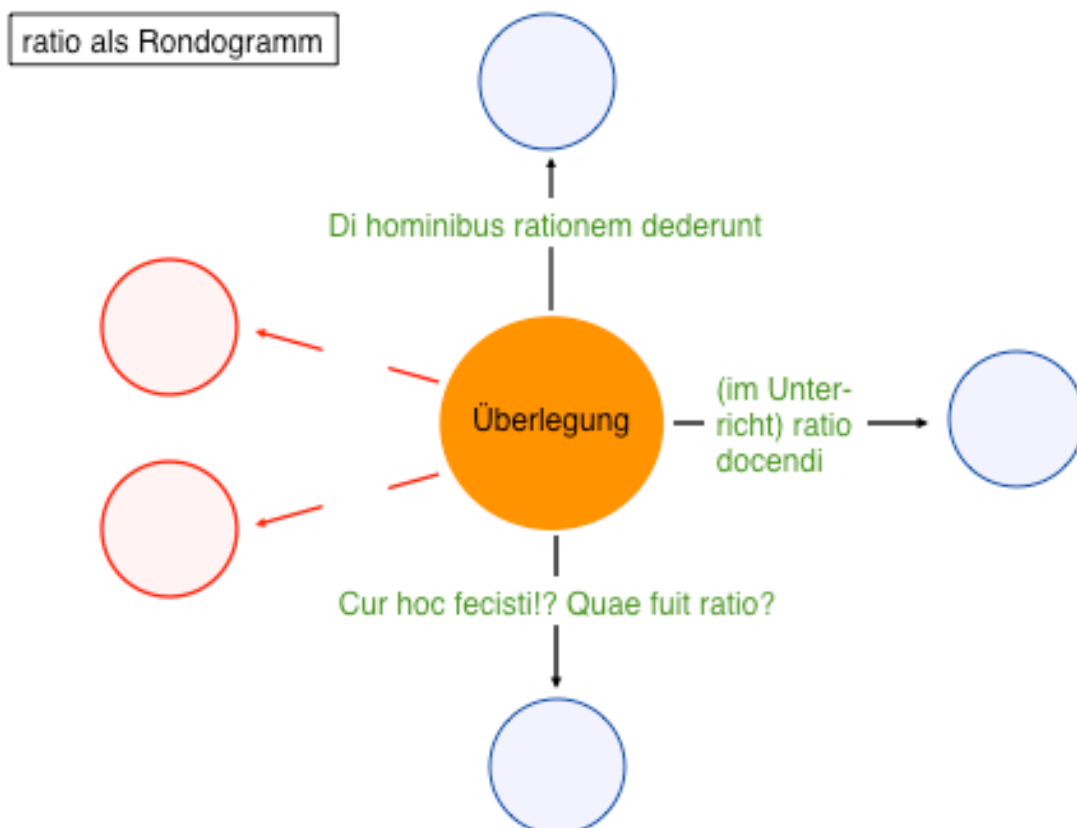 ratio als Rondogramm
Di hominibus rationem dederunt
Überlegung
(im Unter-
richt) ratio
docendi
Cur hoc fecisti!? Quae fuit ratio?